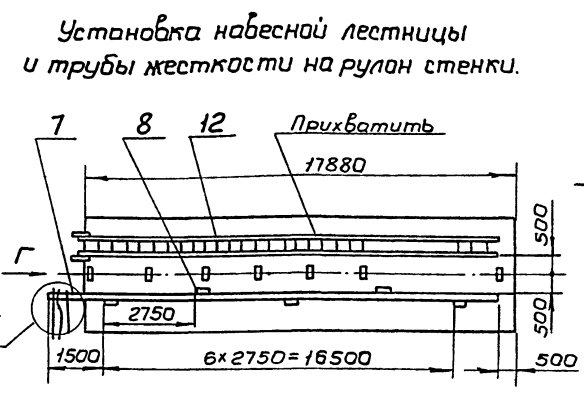 Установка навесной лестницы
и трубы жесткости на рулон стенки.
7 8 12 Прихватить
17880
500
Г
2750
500
1500 6×2750=16500 500